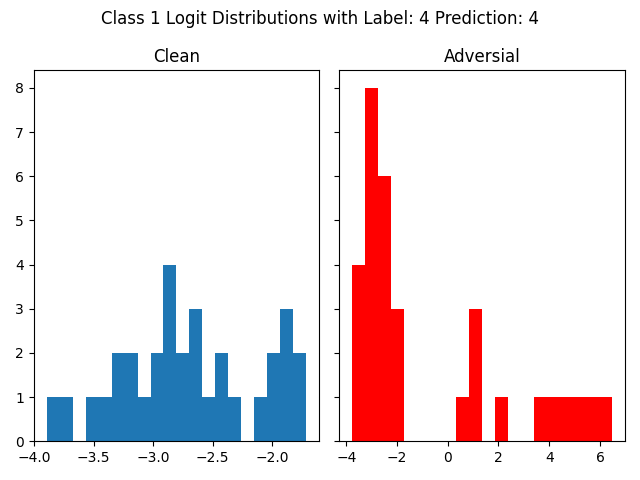 Class 1 Logit Distributions with Label: 4 Prediction: 4
Clean
Adversial
8
7
6
5
4
3
2
1
0
−4.0 −3.5 −3.0 −2.5 −2.0
−4 −2 0 2 4 6